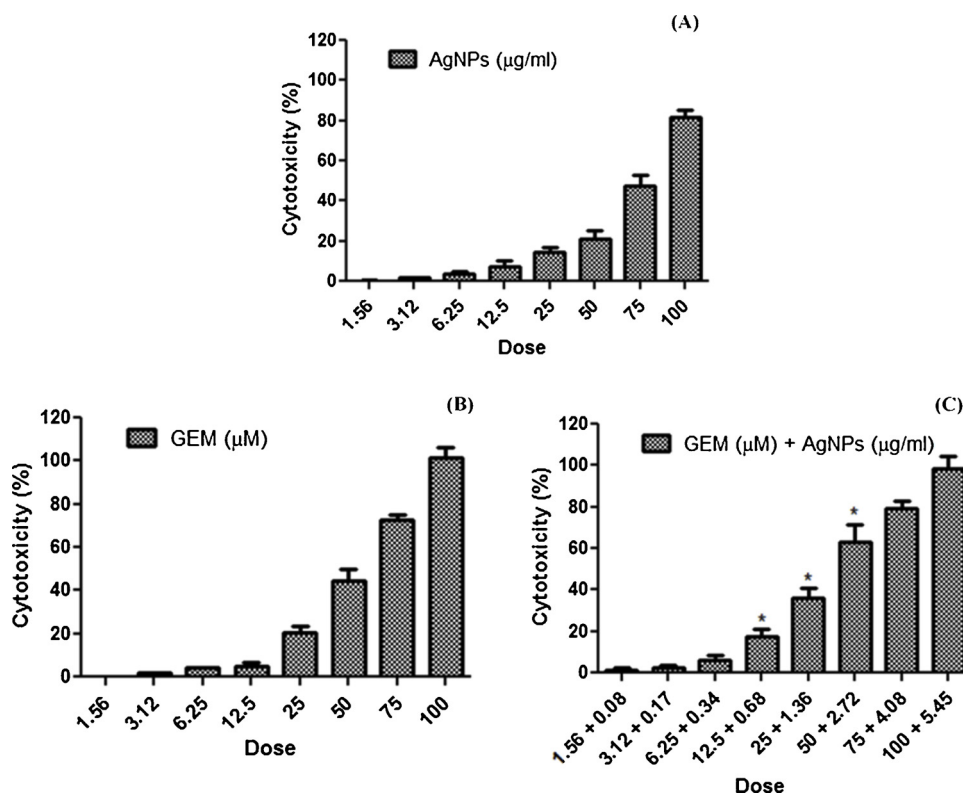 (A)
AgNPs (μg/ml)
Cytotoxicity (%)
120
100
80
60
40
20
0
1.56 3.12 6.25 12.5 25 50 75 100
Dose
(B)
GEM (μM)
Cytotoxicity (%)
120
100
80
60
40
20
0
1.56 3.12 6.25 12.5 25 50 75 100
Dose
(C)
GEM (μM) + AgNPs (μg/ml)
Cytotoxicity (%)
120
100
80
60
40
20
0
* * *
1.56 + 0.08 3.12 + 0.17 6.25 + 0.34 12.5 + 0.68 25 + 1.36 50 + 2.72 75 + 4.08 100 + 5.45
Dose